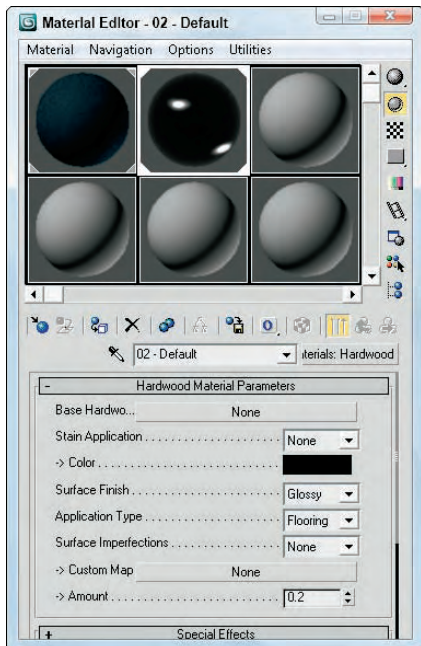 Material Editor - 02 - Default
Material Navigation Options Utilities
02 - Default terials: Hardwood
- Hardwood Material Parameters
Base Hardwo... None
Stain Application None
-> Color
Surface Finish Glossy
Application Type Flooring
Surface Imperfections None
-> Custom Map None
-> Amount 0.2
+ Special Effects